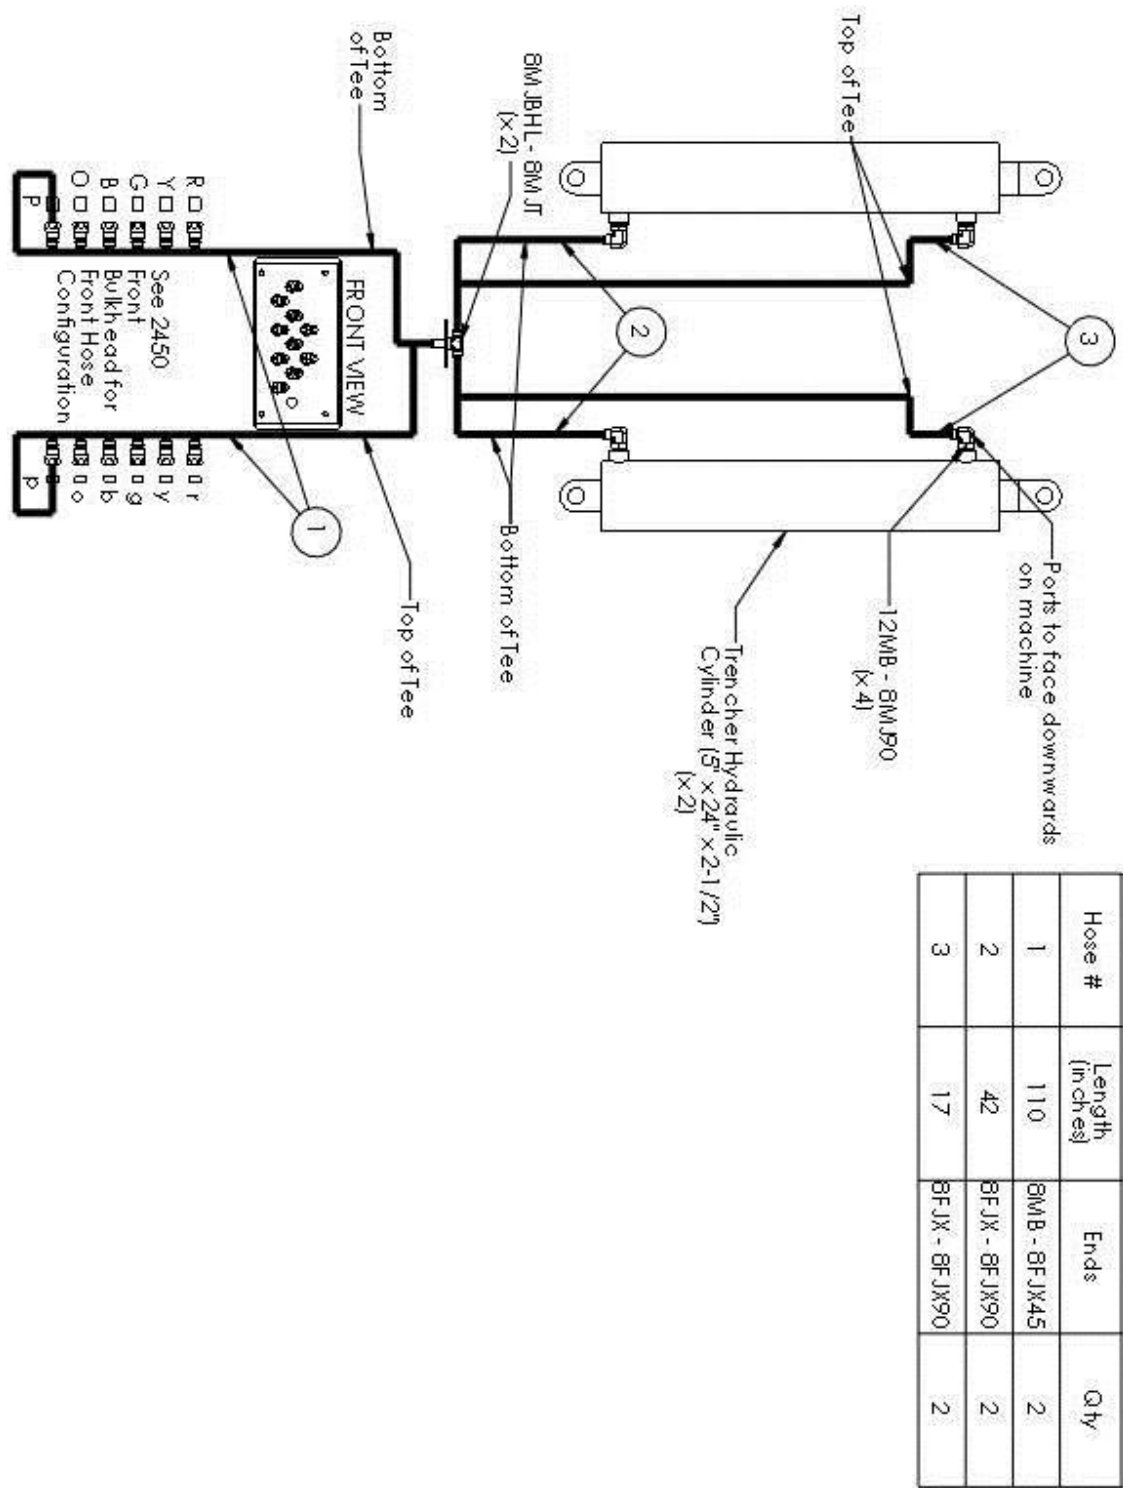 Ports to face downwards
on machine
Top of Tee
3
12MB - 8MJ90
(x 4)
Trencher Hydraulic
Cylinder (5" x 24" x 2-1/2")
(x 2)
2
8MJBHL - 8MJT
(x 2)
Bottom of Tee
Bottom
of Tee
Top of Tee
FRONT VIEW
1
See 2450
Front
Bulkhead for
Front Hose
Configuration
R
Y
G
B
O
P
r
y
g
b
o
p
Hose # Length Ends Qty
(inches)
1 110 8MB - 8FJX45 2
2 42 8FJX - 8FJX90 2
3 17 8FJX - 8FJX90 2